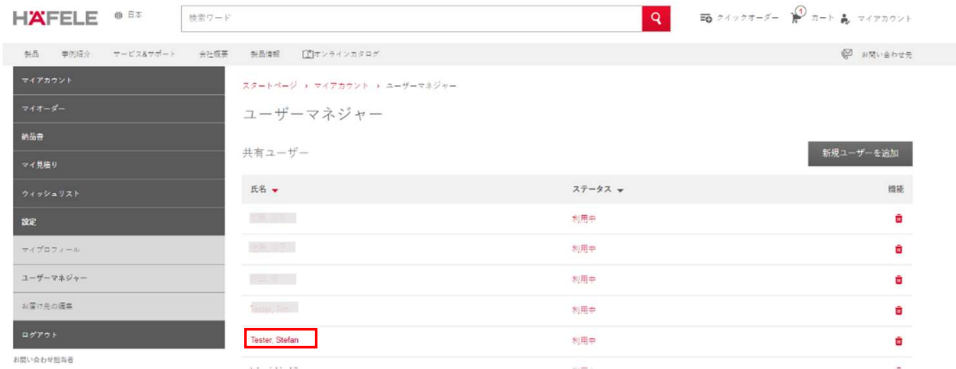 HÄFELE 日本 検索ワード クイックオーダー 1 カート マイアカウント
製品 事例紹介 サービス&サポート 会社概要 製品情報 オンラインカタログ お問い合わせ先
マイアカウント
マイオーダー
納品書
マイ見積り
ウィッシュリスト
設定
マイプロフィール
ユーザーマネジャー
お届け先の編集
ログアウト
お問い合わせ担当者
スタートページ › マイアカウント › ユーザーマネジャー
ユーザーマネジャー
共有ユーザー 新規ユーザーを追加
氏名 ステータス 機能
利用中
利用中
利用中
利用中
Tester, Stefan 利用中